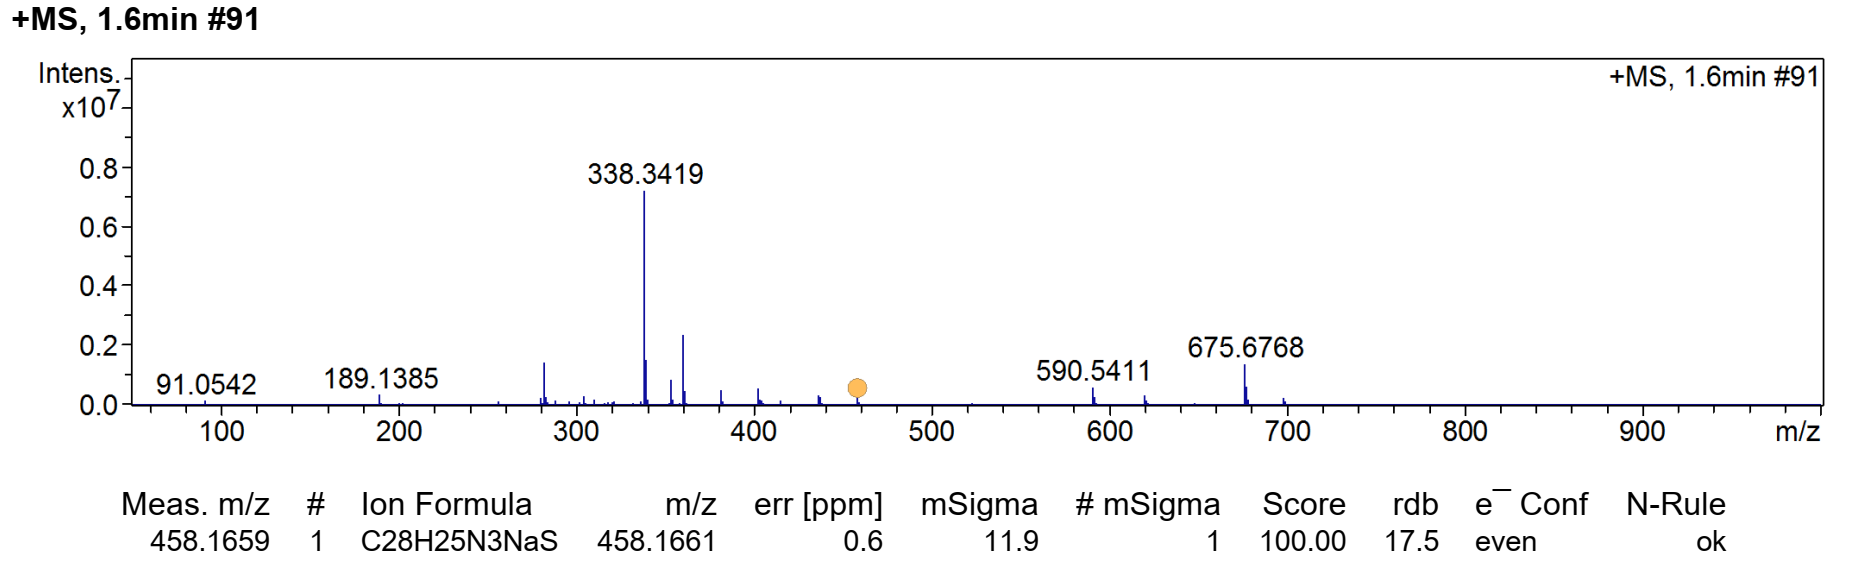 +MS, 1.6min #91
Intens.
x10⁷
+MS, 1.6min #91
0.8
338.3419
0.6
0.4
0.2
675.6768
590.5411
189.1385
91.0542
0.0
100 200 300 400 500 600 700 800 900 m/z
Meas. m/z # Ion Formula m/z err [ppm] mSigma # mSigma Score rdb e¯ Conf N-Rule
458.1659 1 C28H25N3NaS 458.1661 0.6 11.9 1 100.00 17.5 even ok